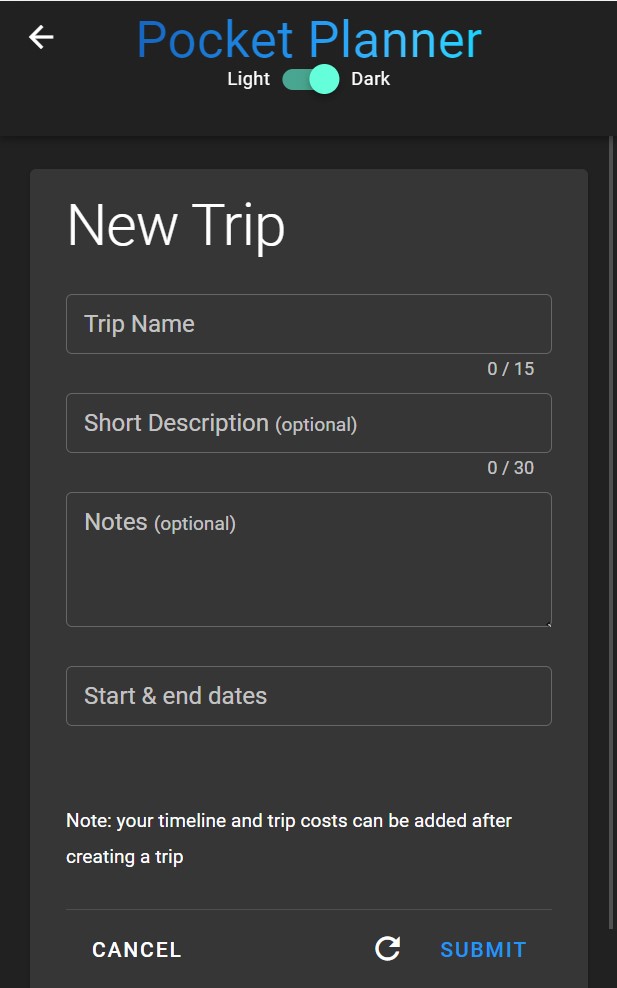 Pocket Planner
Light Dark
New Trip
Trip Name
0 / 15
Short Description (optional)
0 / 30
Notes (optional)
Start & end dates
Note: your timeline and trip costs can be added after
creating a trip
CANCEL SUBMIT